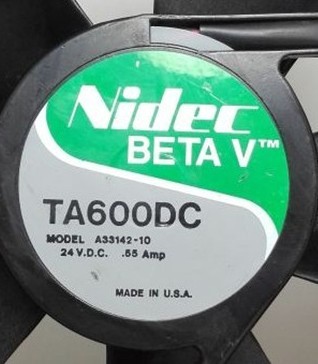 Nidec
BETA V™
TA600DC
MODEL A33142-10
24 V.D.C. .55 Amp
MADE IN U.S.A.